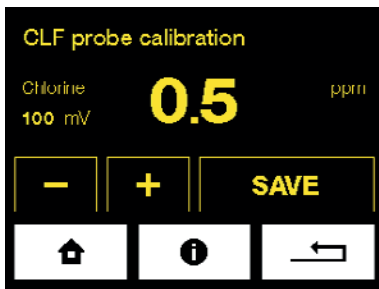 CLF probe calibration
Chlorine 0.5 ppm
100 mV
− + SAVE